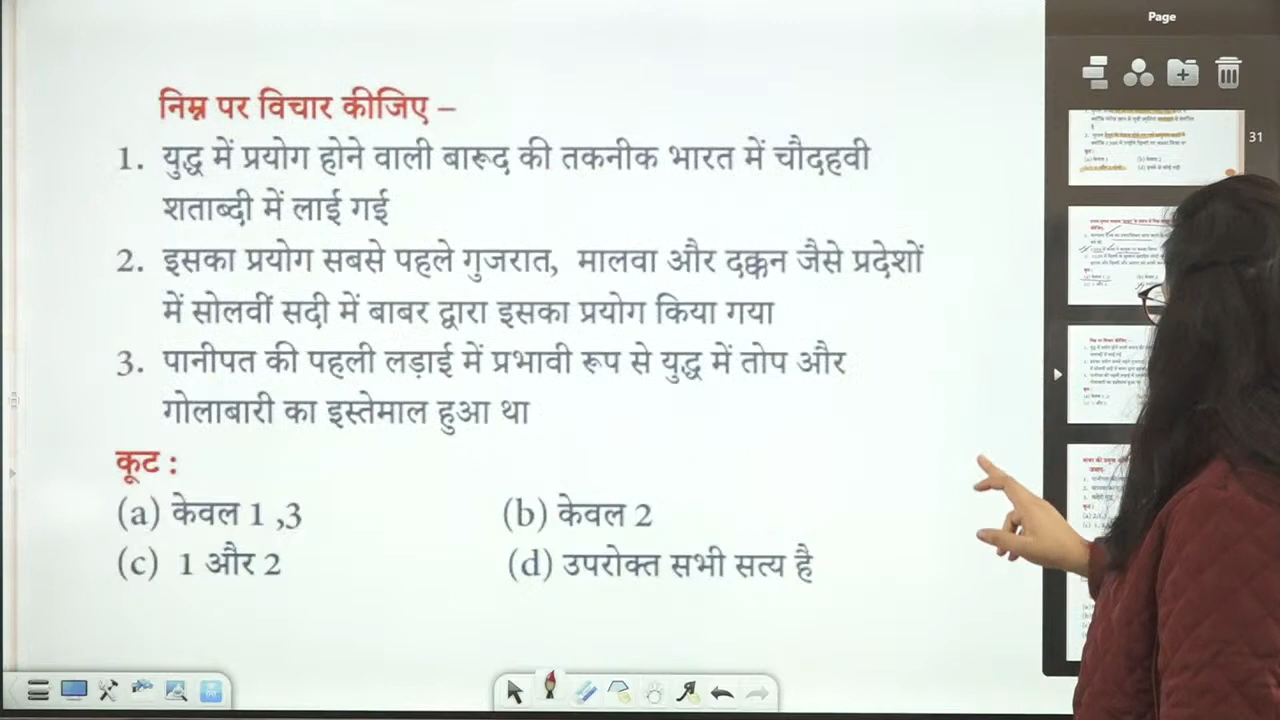 Page
31
निम्न पर विचार कीजिए –
1. युद्ध में प्रयोग होने वाली बारूद की तकनीक भारत में चौदहवी
शताब्दी में लाई गई
2. इसका प्रयोग सबसे पहले गुजरात, मालवा और दक्कन जैसे प्रदेशों
में सोलवीं सदी में बाबर द्वारा इसका प्रयोग किया गया
3. पानीपत की पहली लड़ाई में प्रभावी रूप से युद्ध में तोप और
गोलाबारी का इस्तेमाल हुआ था
कूट :
(a) केवल 1 ,3 (b) केवल 2
(c) 1 और 2 (d) उपरोक्त सभी सत्य है